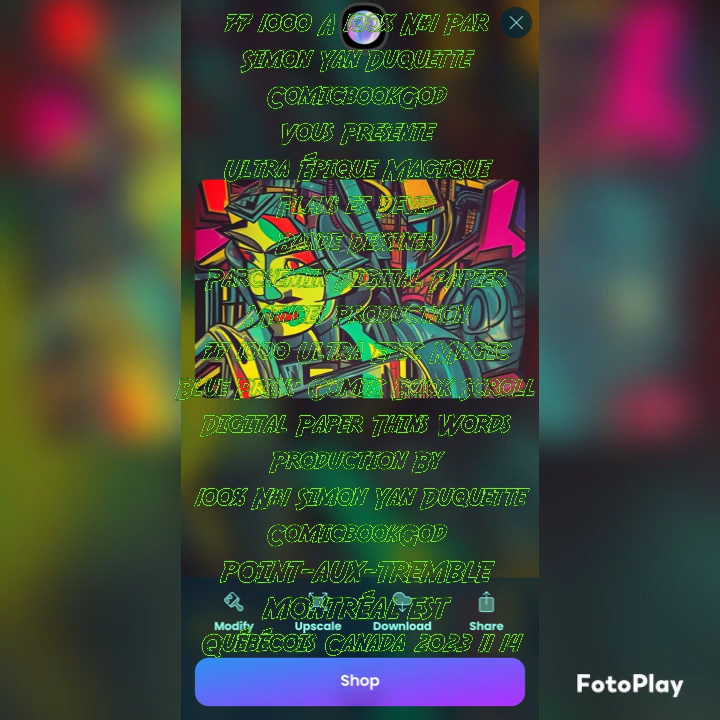 77 1000 A 100% N#1 Par
Simon Yan Duquette
ComicbookGod
Vous Presente
Ultra Épique Magique
Plans et Devis
Bande dessiner
Parchemin Digital Papier
Production
77 1000 Ultra Epic Magic
Blue Print Comic Book Scroll
Digital Paper Thins Words
Production By
100% N#1 Simon Yan Duquette
ComicbookGod
POINT-AUX-TREMBLE
MONTRÉAL EST
Modify Upscale Download Share
Québécois Canada 2023 11 14
Shop
FotoPlay